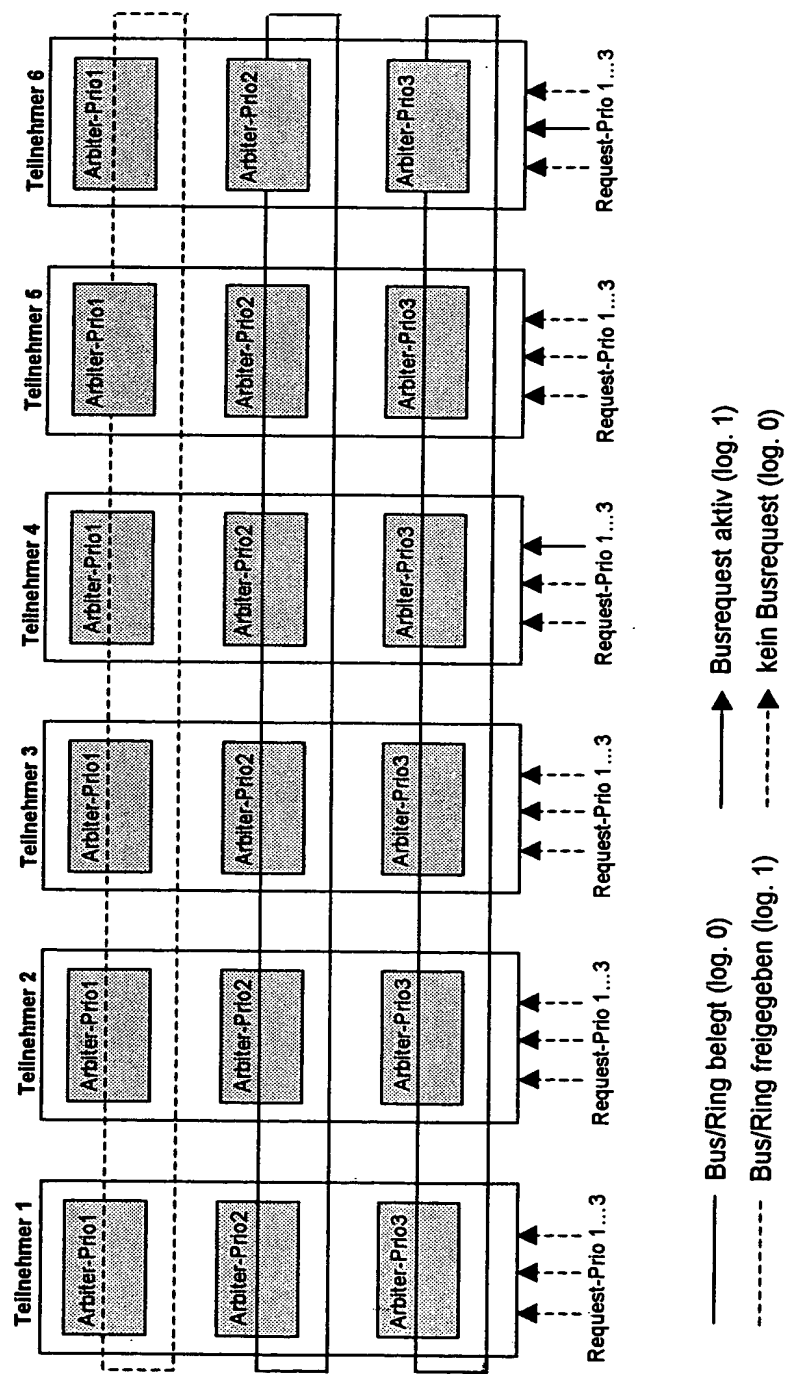 Teilnehmer 1
Teilnehmer 2
Teilnehmer 3
Teilnehmer 4
Teilnehmer 5
Teilnehmer 6
Arbiter-Prio1
Arbiter-Prio1
Arbiter-Prio1
Arbiter-Prio1
Arbiter-Prio1
Arbiter-Prio1
Arbiter-Prio2
Arbiter-Prio2
Arbiter-Prio2
Arbiter-Prio2
Arbiter-Prio2
Arbiter-Prio2
Arbiter-Prio3
Arbiter-Prio3
Arbiter-Prio3
Arbiter-Prio3
Arbiter-Prio3
Arbiter-Prio3
Request-Prio 1...3
Request-Prio 1...3
Request-Prio 1...3
Request-Prio 1...3
Request-Prio 1...3
Request-Prio 1...3
Bus/Ring belegt (log. 0)
Busrequest aktiv (log. 1)
Bus/Ring freigegeben (log. 1)
kein Busrequest (log. 0)